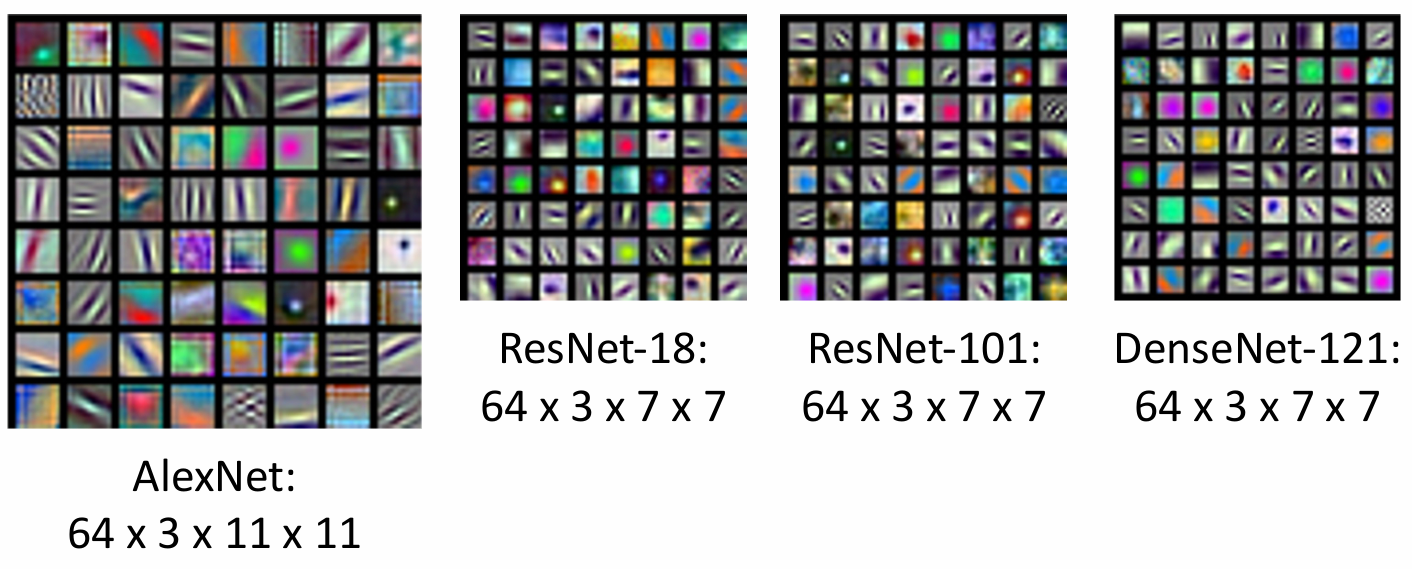 ResNet-18:
64 x 3 x 7 x 7
ResNet-101:
64 x 3 x 7 x 7
DenseNet-121:
64 x 3 x 7 x 7
AlexNet:
64 x 3 x 11 x 11